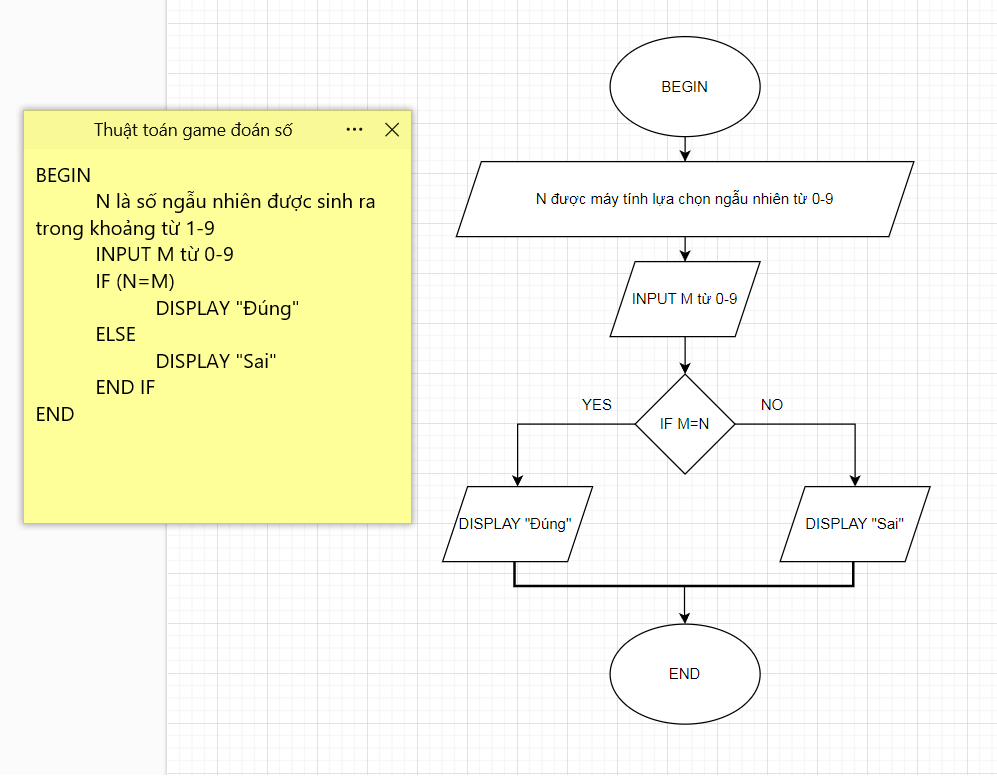 Thuật toán game đoán số
BEGIN
N là số ngẫu nhiên được sinh ra
trong khoảng từ 1-9
INPUT M từ 0-9
IF (N=M)
DISPLAY "Đúng"
ELSE
DISPLAY "Sai"
END IF
END
BEGIN
N được máy tính lựa chọn ngẫu nhiên từ 0-9
INPUT M từ 0-9
YES
IF M=N
NO
DISPLAY "Đúng"
DISPLAY "Sai"
END